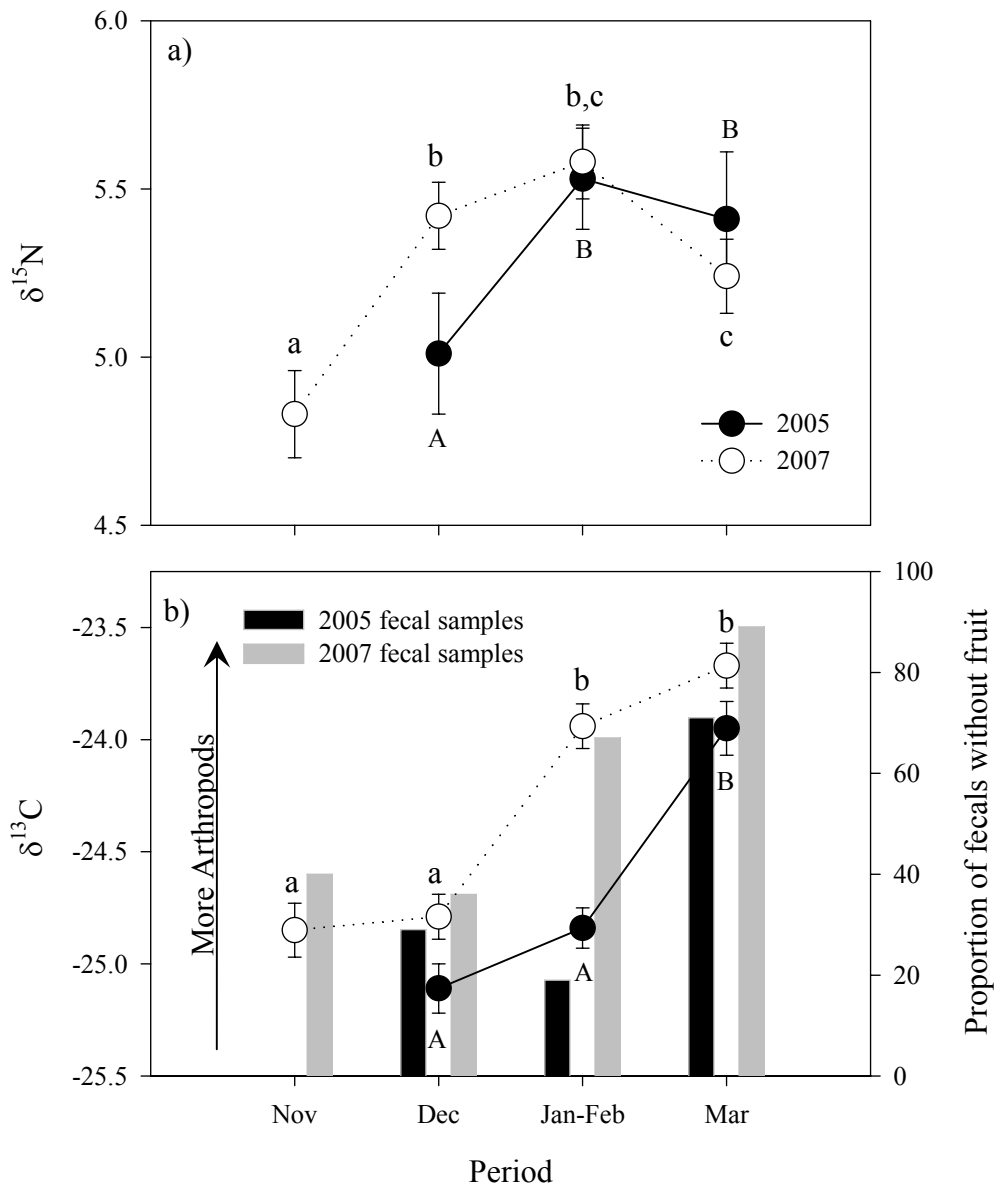 a)
6.0
5.5
5.0
4.5
δ15N
a
b
b,c
B
A
B
c
2005
2007
b)
2005 fecal samples
2007 fecal samples
-23.5
-24.0
-24.5
-25.0
-25.5
δ13C
More Arthropods
a
a
b
b
A
A
B
100
80
60
40
20
0
Proportion of fecals without fruit
Nov Dec Jan-Feb Mar
Period